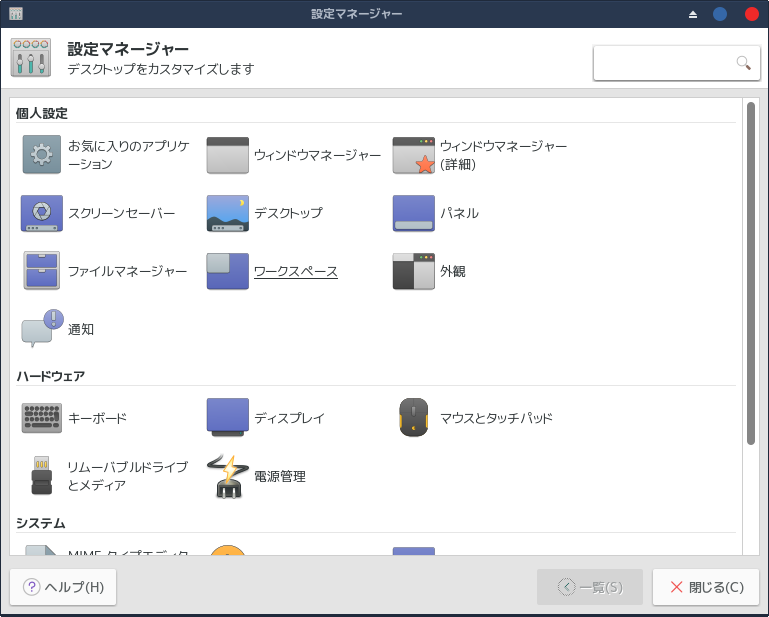 設定マネージャー
設定マネージャー
デスクトップをカスタマイズします
個人設定
お気に入りのアプリケ
ーション
ウィンドウマネージャー
ウィンドウマネージャー
(詳細)
スクリーンセーバー
デスクトップ
パネル
ファイルマネージャー
ワークスペース
外観
通知
ハードウェア
キーボード
ディスプレイ
マウスとタッチパッド
リムーバブルドライブ
とメディア
電源管理
システム
MIME タイプエディタ
ヘルプ(H)
一覧(S)
閉じる(C)